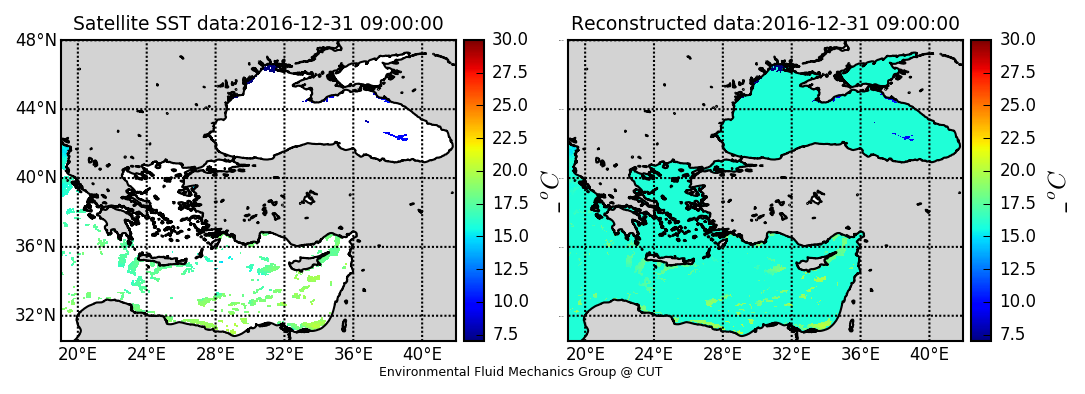 Satellite SST data:2016-12-31 09:00:00
Reconstructed data:2016-12-31 09:00:00
48°N
44°N
40°N
36°N
32°N
20°E 24°E 28°E 32°E 36°E 40°E
30.0
27.5
25.0
22.5
20.0
17.5
15.0
12.5
10.0
7.5
°C
20°E 24°E 28°E 32°E 36°E 40°E
30.0
27.5
25.0
22.5
20.0
17.5
15.0
12.5
10.0
7.5
°C
Environmental Fluid Mechanics Group @ CUT